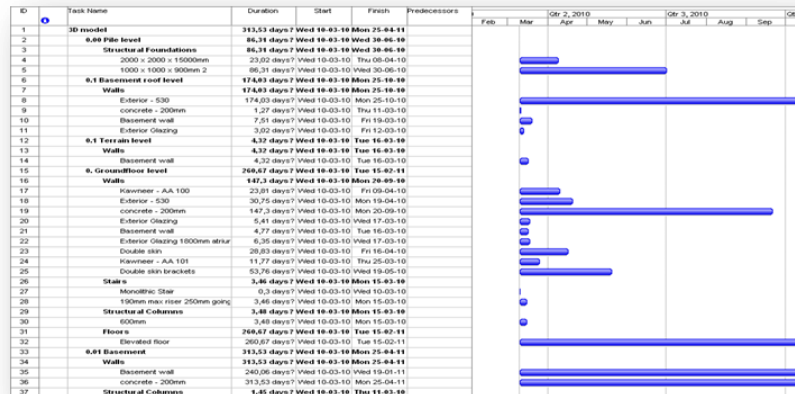 ID Task Name Duration Start Finish Predecessors Qtr 2, 2010 Qtr 3, 2010 Qtr
Feb Mar Apr May Jun Jul Aug Sep Oct
1 3D model 313,53 days? Wed 10-03-10 Mon 25-04-11
2 0,00 Pile level 86,31 days? Wed 10-03-10 Wed 30-06-10
3 Structural Foundations 86,31 days? Wed 10-03-10 Wed 30-06-10
4 2000 x 2000 x 15000mm 23,02 days? Wed 10-03-10 Thu 08-04-10
5 1000 x 1000 x 900mm 2 86,31 days? Wed 10-03-10 Wed 30-06-10
6 0,1 Basement roof level 174,03 days? Wed 10-03-10 Mon 25-10-10
7 Walls 174,03 days? Wed 10-03-10 Mon 25-10-10
8 Exterior - 530 174,03 days? Wed 10-03-10 Mon 25-10-10
9 concrete - 200mm 1,27 days? Wed 10-03-10 Thu 11-03-10
10 Basement wall 7,51 days? Wed 10-03-10 Fri 19-03-10
11 Exterior Glazing 3,02 days? Wed 10-03-10 Fri 12-03-10
12 0,1 Terrain level 4,32 days? Wed 10-03-10 Tue 16-03-10
13 Walls 4,32 days? Wed 10-03-10 Tue 16-03-10
14 Basement wall 4,32 days? Wed 10-03-10 Tue 16-03-10
15 0, Groundfloor level 260,67 days? Wed 10-03-10 Tue 15-02-11
16 Walls 147,3 days? Wed 10-03-10 Mon 20-09-10
17 Kawneer - AA 100 23,81 days? Wed 10-03-10 Fri 09-04-10
18 Exterior - 530 30,75 days? Wed 10-03-10 Mon 19-04-10
19 concrete - 200mm 147,3 days? Wed 10-03-10 Mon 20-09-10
20 Exterior Glazing 5,41 days? Wed 10-03-10 Wed 17-03-10
21 Basement wall 4,77 days? Wed 10-03-10 Tue 16-03-10
22 Exterior Glazing 1800mm atriur 6,35 days? Wed 10-03-10 Wed 17-03-10
23 Double skin 28,83 days? Wed 10-03-10 Fri 16-04-10
24 Kawneer - AA 101 11,77 days? Wed 10-03-10 Thu 25-03-10
25 Double skin brackets 53,76 days? Wed 10-03-10 Wed 19-05-10
26 Stairs 3,46 days? Wed 10-03-10 Mon 15-03-10
27 Monolithic Stair 0,3 days? Wed 10-03-10 Wed 10-03-10
28 190mm max riser 250mm going 3,46 days? Wed 10-03-10 Mon 15-03-10
29 Structural Columns 3,48 days? Wed 10-03-10 Mon 15-03-10
30 600mm 3,48 days? Wed 10-03-10 Mon 15-03-10
31 Floors 260,67 days? Wed 10-03-10 Tue 15-02-11
32 Elevated floor 260,67 days? Wed 10-03-10 Tue 15-02-11
33 0.01 Basement 313,53 days? Wed 10-03-10 Mon 25-04-11
34 Walls 313,53 days? Wed 10-03-10 Mon 25-04-11
35 Basement wall 240,06 days? Wed 10-03-10 Wed 19-01-11
36 concrete - 200mm 313,53 days? Wed 10-03-10 Mon 25-04-11
37 Structural Columns 1,45 days? Wed 10-03-10 Thu 11-03-10